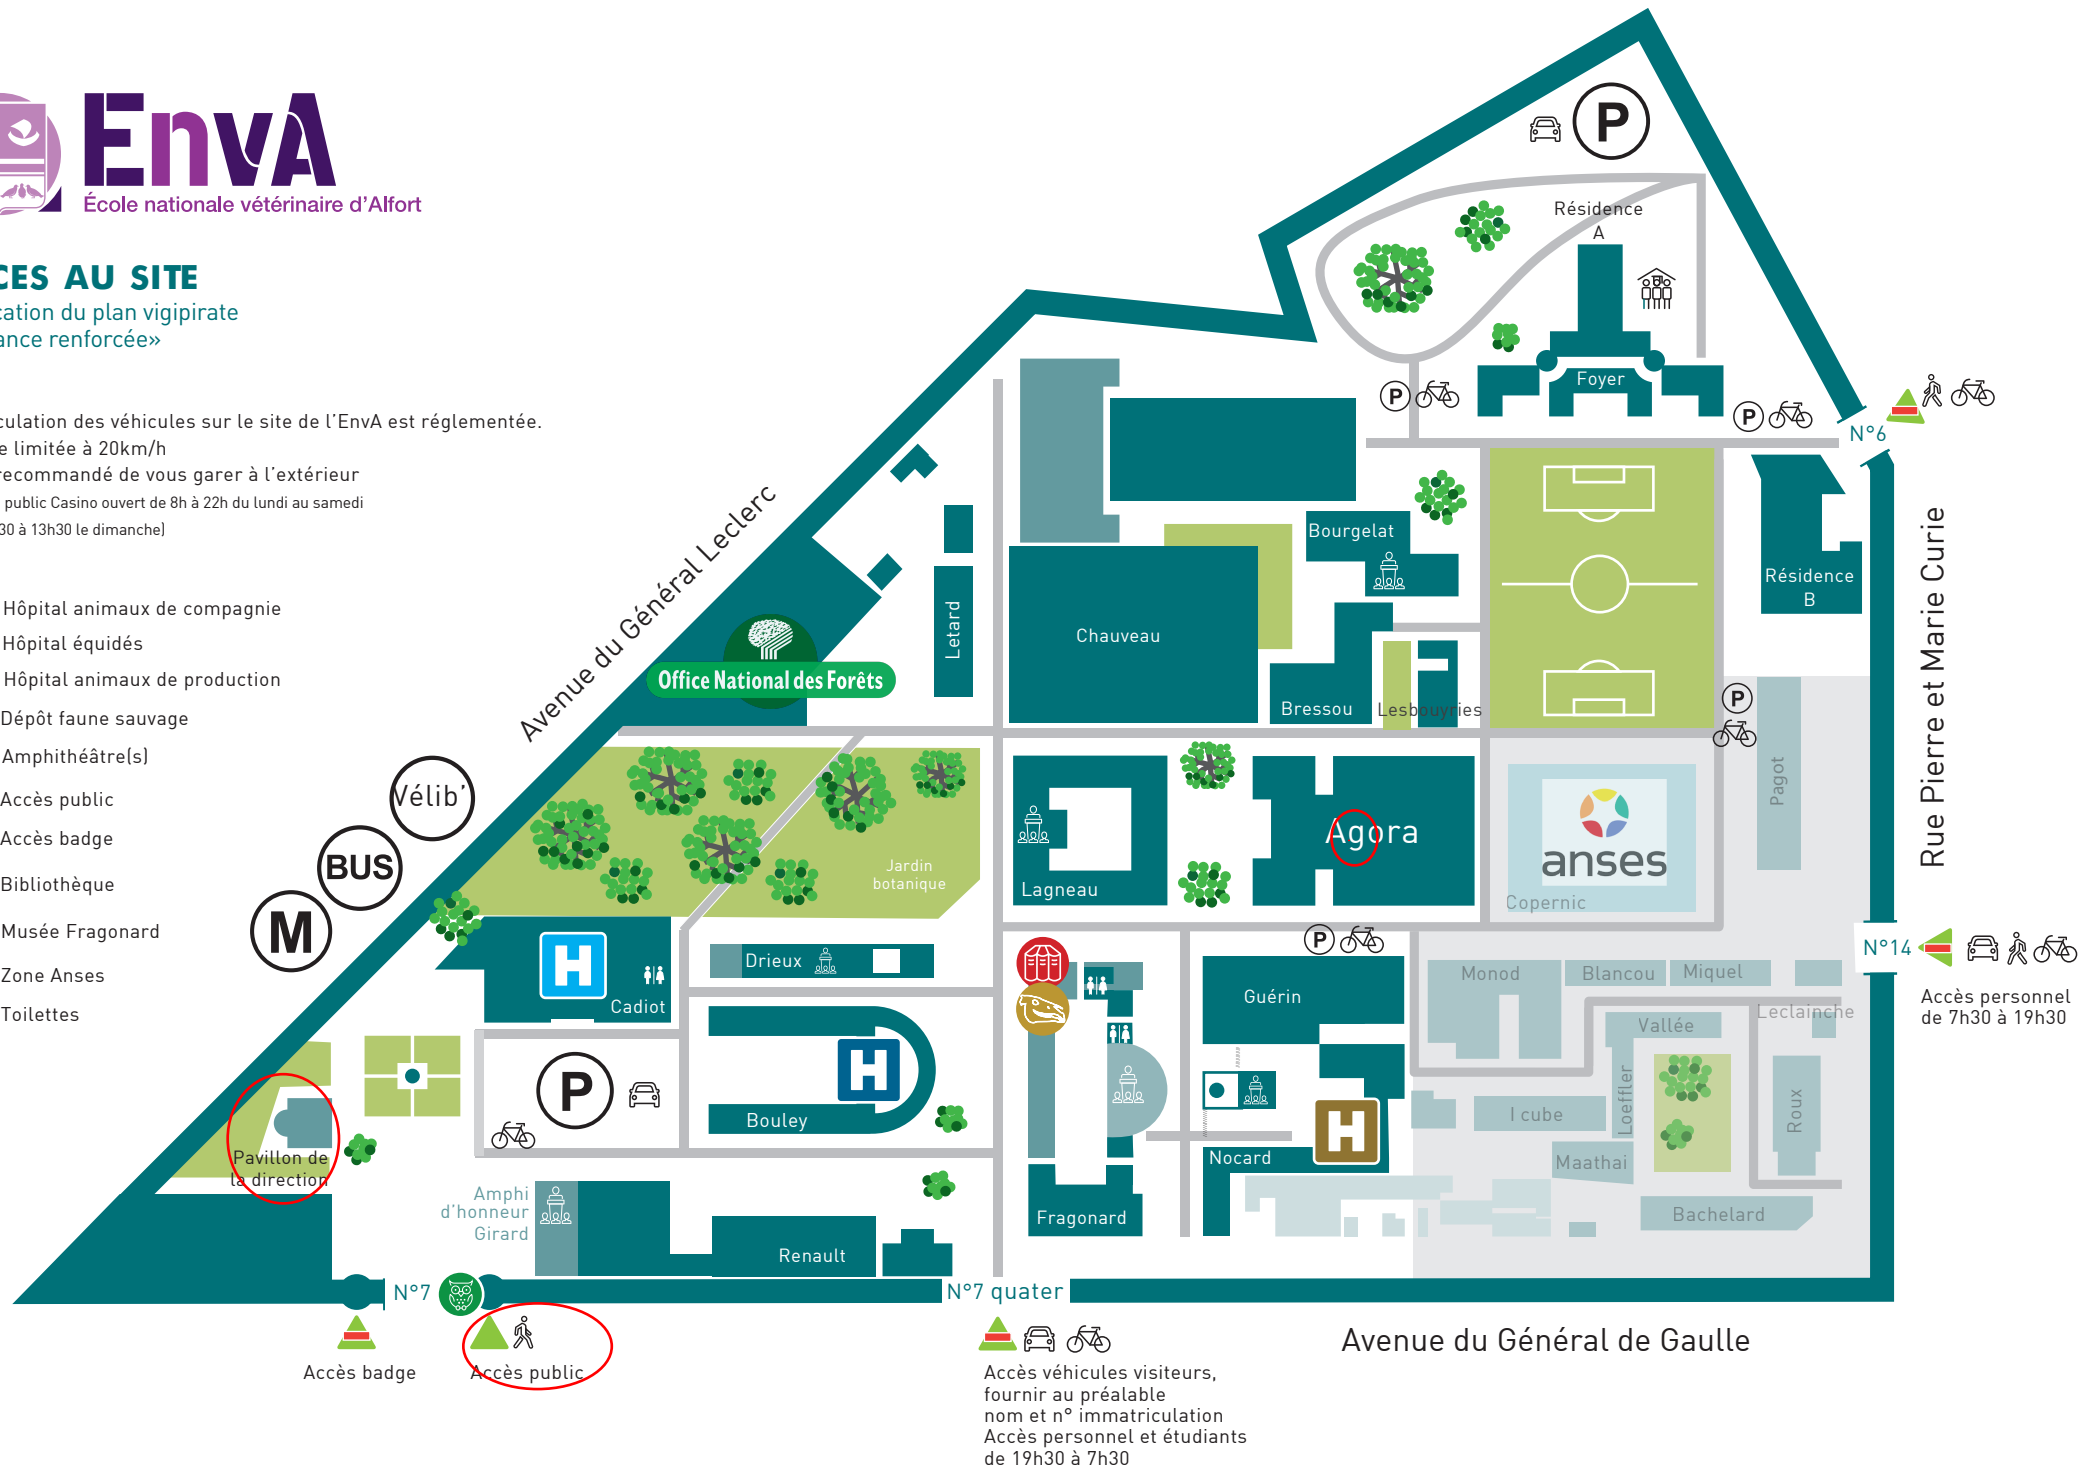 EnvA
École nationale vétérinaire d'Alfort
CES AU SITE
cation du plan vigipirate
ance renforcée»
culation des véhicules sur le site de l'EnvA est réglementée.
e limitée à 20km/h
recommandé de vous garer à l'extérieur
public Casino ouvert de 8h à 22h du lundi au samedi
30 à 13h30 le dimanche)
Hôpital animaux de compagnie
Hôpital équidés
Hôpital animaux de production
Dépôt faune sauvage
Amphithéâtre(s)
Accès public
Accès badge
Bibliothèque
Musée Fragonard
Zone Anses
Toilettes
Vélib'
BUS
M
Avenue du Général Leclerc
P
Résidence
A
Foyer
P
P
N°6
Rue Pierre et Marie Curie
Résidence
B
Bourgelat
Letard
Chauveau
Office National des Forêts
Bressou
Lesbouyries
P
Pagot
Jardin
botanique
Lagneau
Agora
anses
Copernic
H
Cadiot
Drieux
P
Guérin
Monod
Blancou
Miquel
N°14
Accès personnel
de 7h30 à 19h30
Leclainche
Vallée
Loeffler
Roux
I cube
Maathai
Bachelard
P
H
Bouley
H
Nocard
Fragonard
Pavillon de
la direction
Amphi
d'honneur
Girard
Renault
N°7
N°7 quater
Accès badge
Accès public
Accès véhicules visiteurs,
fournir au préalable
nom et n° immatriculation
Accès personnel et étudiants
de 19h30 à 7h30
Avenue du Général de Gaulle